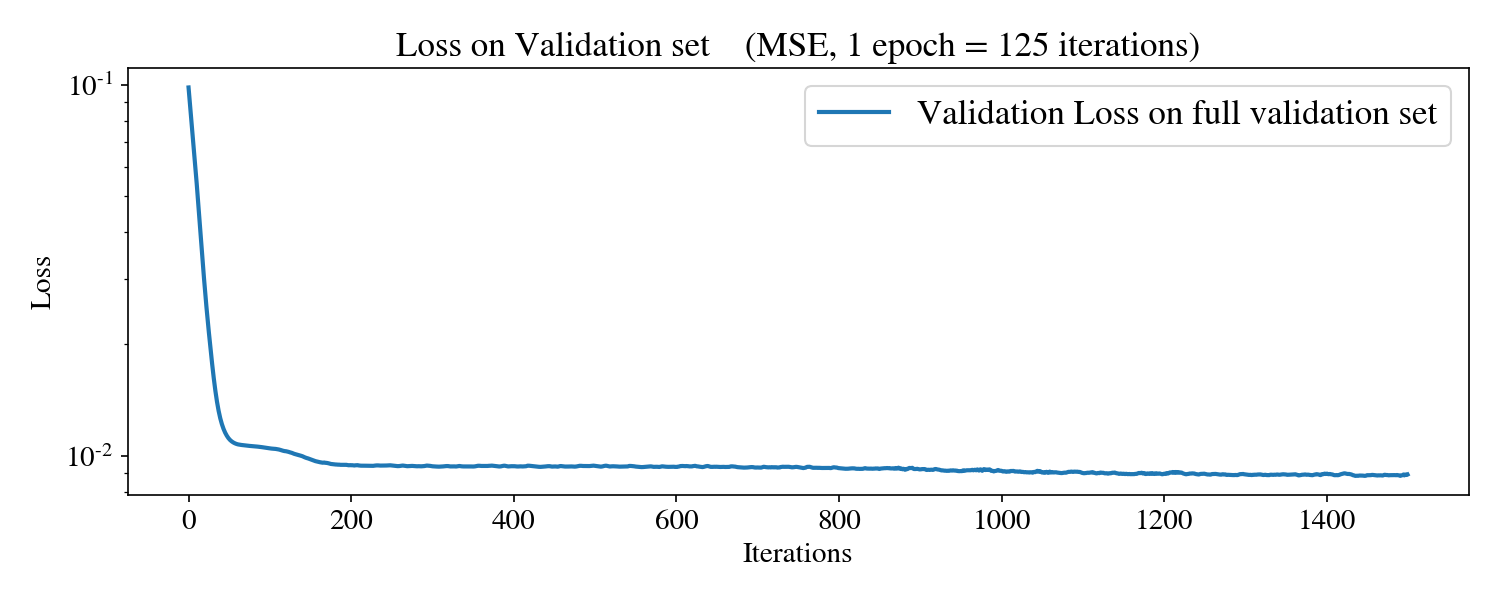 Loss on Validation set (MSE, 1 epoch = 125 iterations)
10^-1
Validation Loss on full validation set
Loss
10^-2
0 200 400 600 800 1000 1200 1400
Iterations